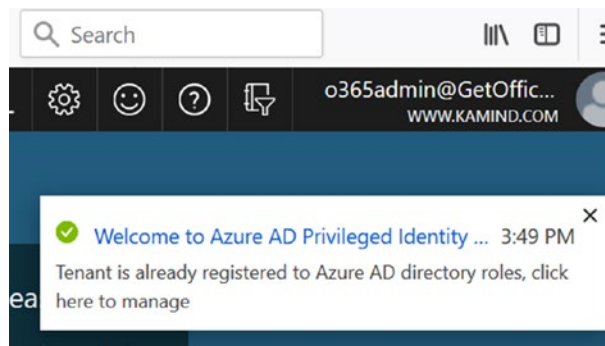 Search
o365admin@GetOffic...
WWW.KAMIND.COM
Welcome to Azure AD Privileged Identity ... 3:49 PM
Tenant is already registered to Azure AD directory roles, click
ea here to manage